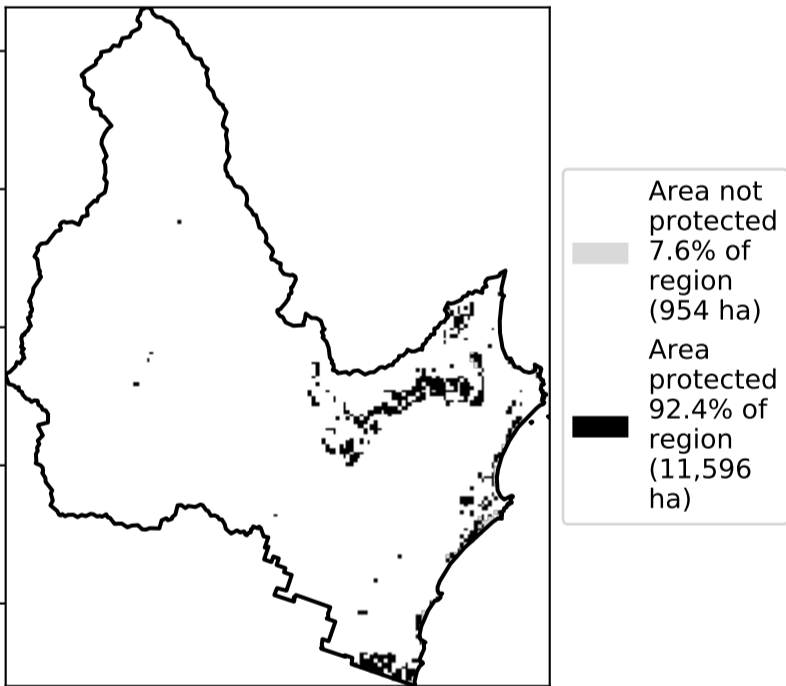 Area not
protected
7.6% of
region
(954 ha)
Area
protected
92.4% of
region
(11,596
ha)